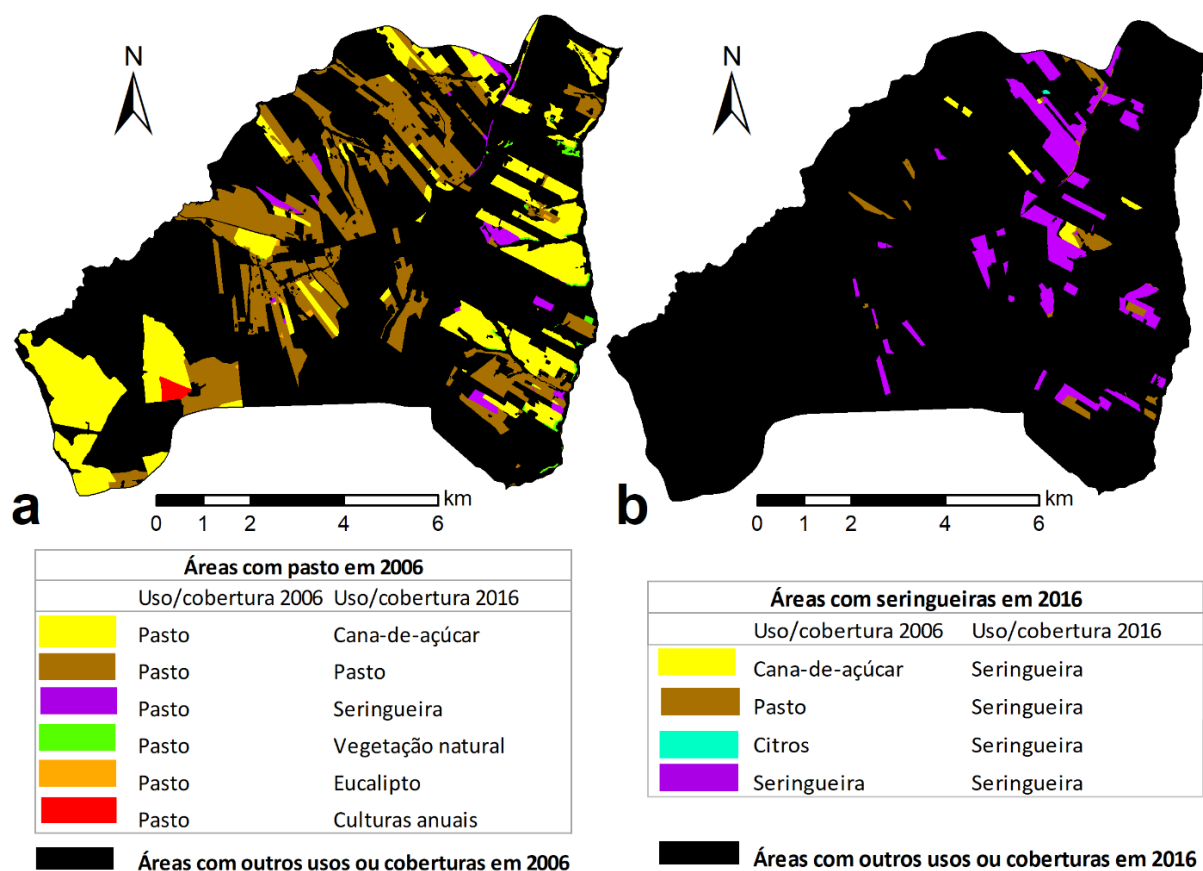 N
N
a
0 1 2 4 6
km
b
0 1 2 4 6
km
Áreas com pasto em 2006
Uso/cobertura 2006 Uso/cobertura 2016
Pasto Cana-de-açúcar
Pasto Pasto
Pasto Seringueira
Pasto Vegetação natural
Pasto Eucalipto
Pasto Culturas anuais
Áreas com outros usos ou coberturas em 2006
Áreas com seringueiras em 2016
Uso/cobertura 2006 Uso/cobertura 2016
Cana-de-açúcar Seringueira
Pasto Seringueira
Citros Seringueira
Seringueira Seringueira
Áreas com outros usos ou coberturas em 2016